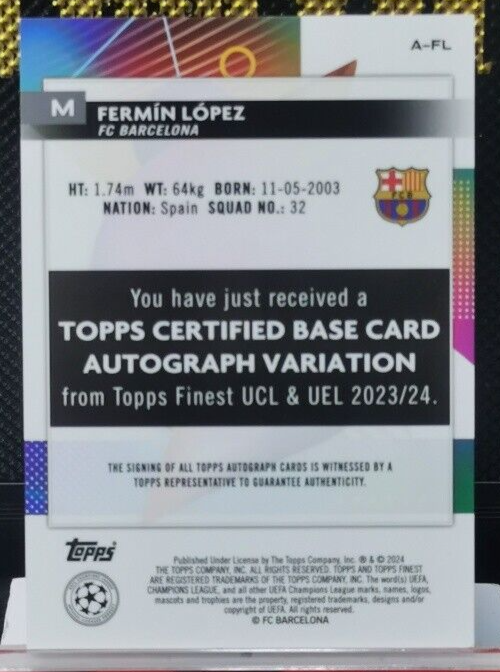 A-FL
M FERMÍN LÓPEZ
FC BARCELONA
HT: 1.74m WT: 64kg BORN: 11-05-2003
NATION: Spain SQUAD NO.: 32
FCB
You have just received a
TOPPS CERTIFIED BASE CARD
AUTOGRAPH VARIATION
from Topps Finest UCL & UEL 2023/24.
THE SIGNING OF ALL TOPPS AUTOGRAPH CARDS IS WITNESSED BY A
TOPPS REPRESENTATIVE TO GUARANTEE AUTHENTICITY.
Topps
Published Under License by The Topps Company, Inc. ® & © 2024
THE TOPPS COMPANY, INC. ALL RIGHTS RESERVED. TOPPS AND TOPPS FINEST
ARE REGISTERED TRADEMARKS OF THE TOPPS COMPANY, INC. The word(s) UEFA,
CHAMPIONS LEAGUE, and all other UEFA Champions League marks, names, logos,
mascots and trophies are the property, registered trademarks, designs and/or
copyright of UEFA. All rights reserved.
© FC BARCELONA